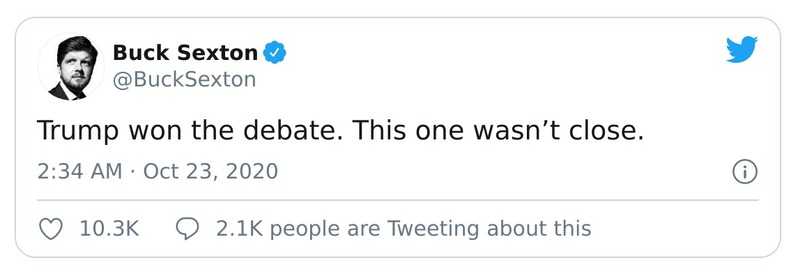 Buck Sexton
@BuckSexton
Trump won the debate. This one wasn’t close.
2:34 AM · Oct 23, 2020
10.3K 2.1K people are Tweeting about this